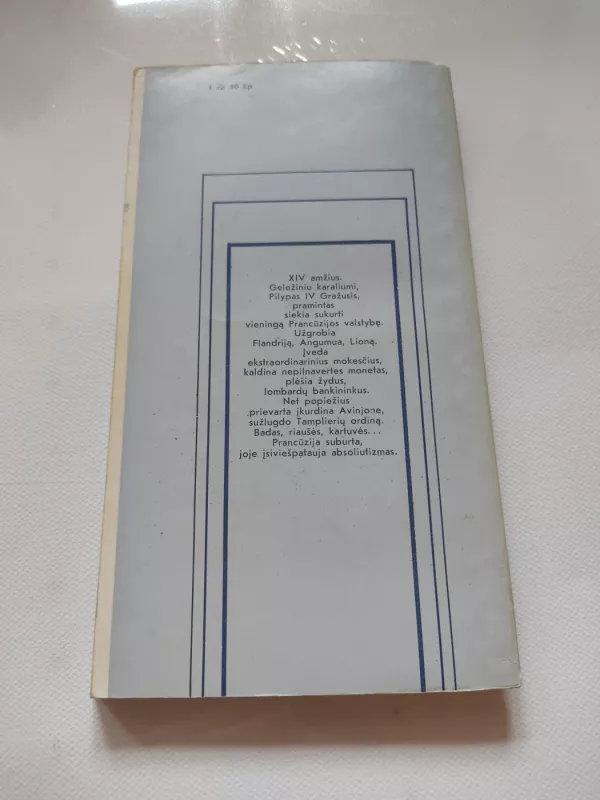 XIV amžius.
Geležiniu karaliumi,
Pilypas IV Gražusis,
pramintas
siekia sukurti
vieningą Prancūzijos valstybę.
Užgrobia
Flandriją, Angumua, Lioną.
Įveda
ekstraordinarinius mokesčius,
kaldina nepilnavertes monetas,
plėšia žydus,
lombardų bankininkus.
Net popiežius
prievarta įkurdina Avinjone,
sužlugdo Tamplierių ordiną.
Badas, riaušės, kartuvės...
Prancūzija suburta,
joje įsiviešpatauja absoliutizmas.